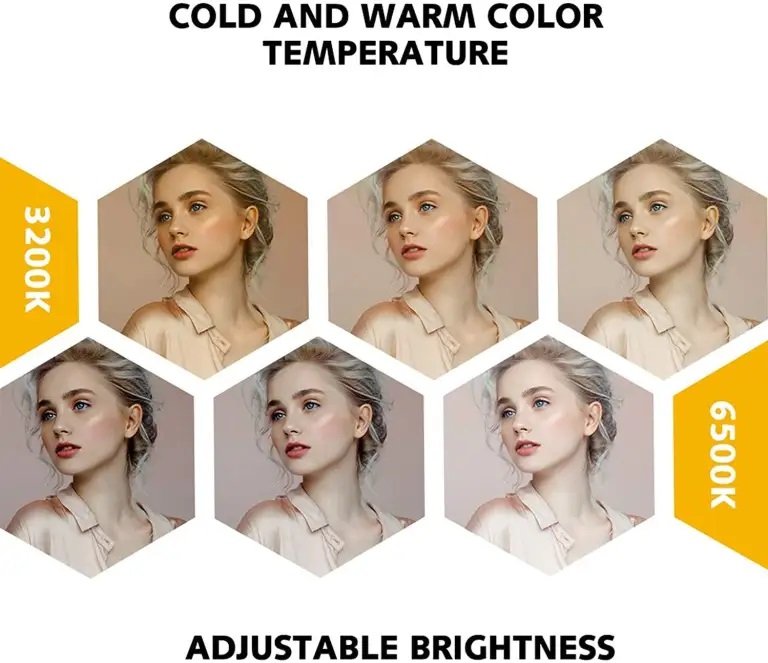 COLD AND WARM COLOR
TEMPERATURE
3200K
6500K
ADJUSTABLE BRIGHTNESS